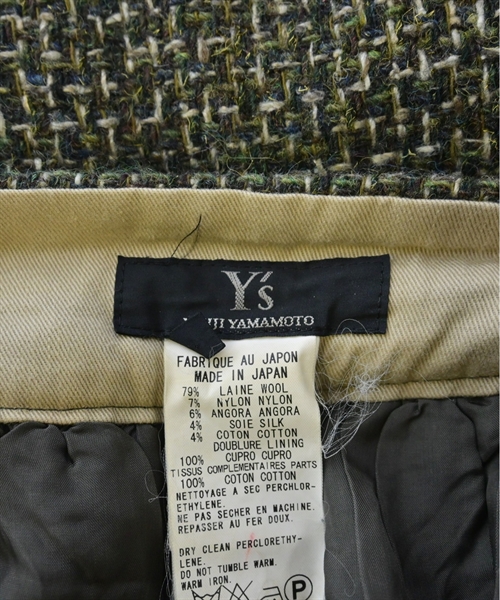 Y's
YAMAMOTO
FABRIQUE AU JAPON
MADE IN JAPAN
79% LAINE WOOL
7% NYLON NYLON
6% ANGORA ANGORA
4% SOIE SILK
4% COTON COTTON
DOUBLURE LINING
100% CUPRO CUPRO
TISSUS COMPLEMENTAIRES PARTS
100% COTON COTTON
NETTOYAGE A SEC PERCHLOR-
ETHYLENE.
NE PAS SECHER EN MACHINE.
REPASSER AU FER DOUX.
DRY CLEAN PERCLORETHY-
LENE.
DO NOT TUMBLE WARM.
WARM IRON.
P